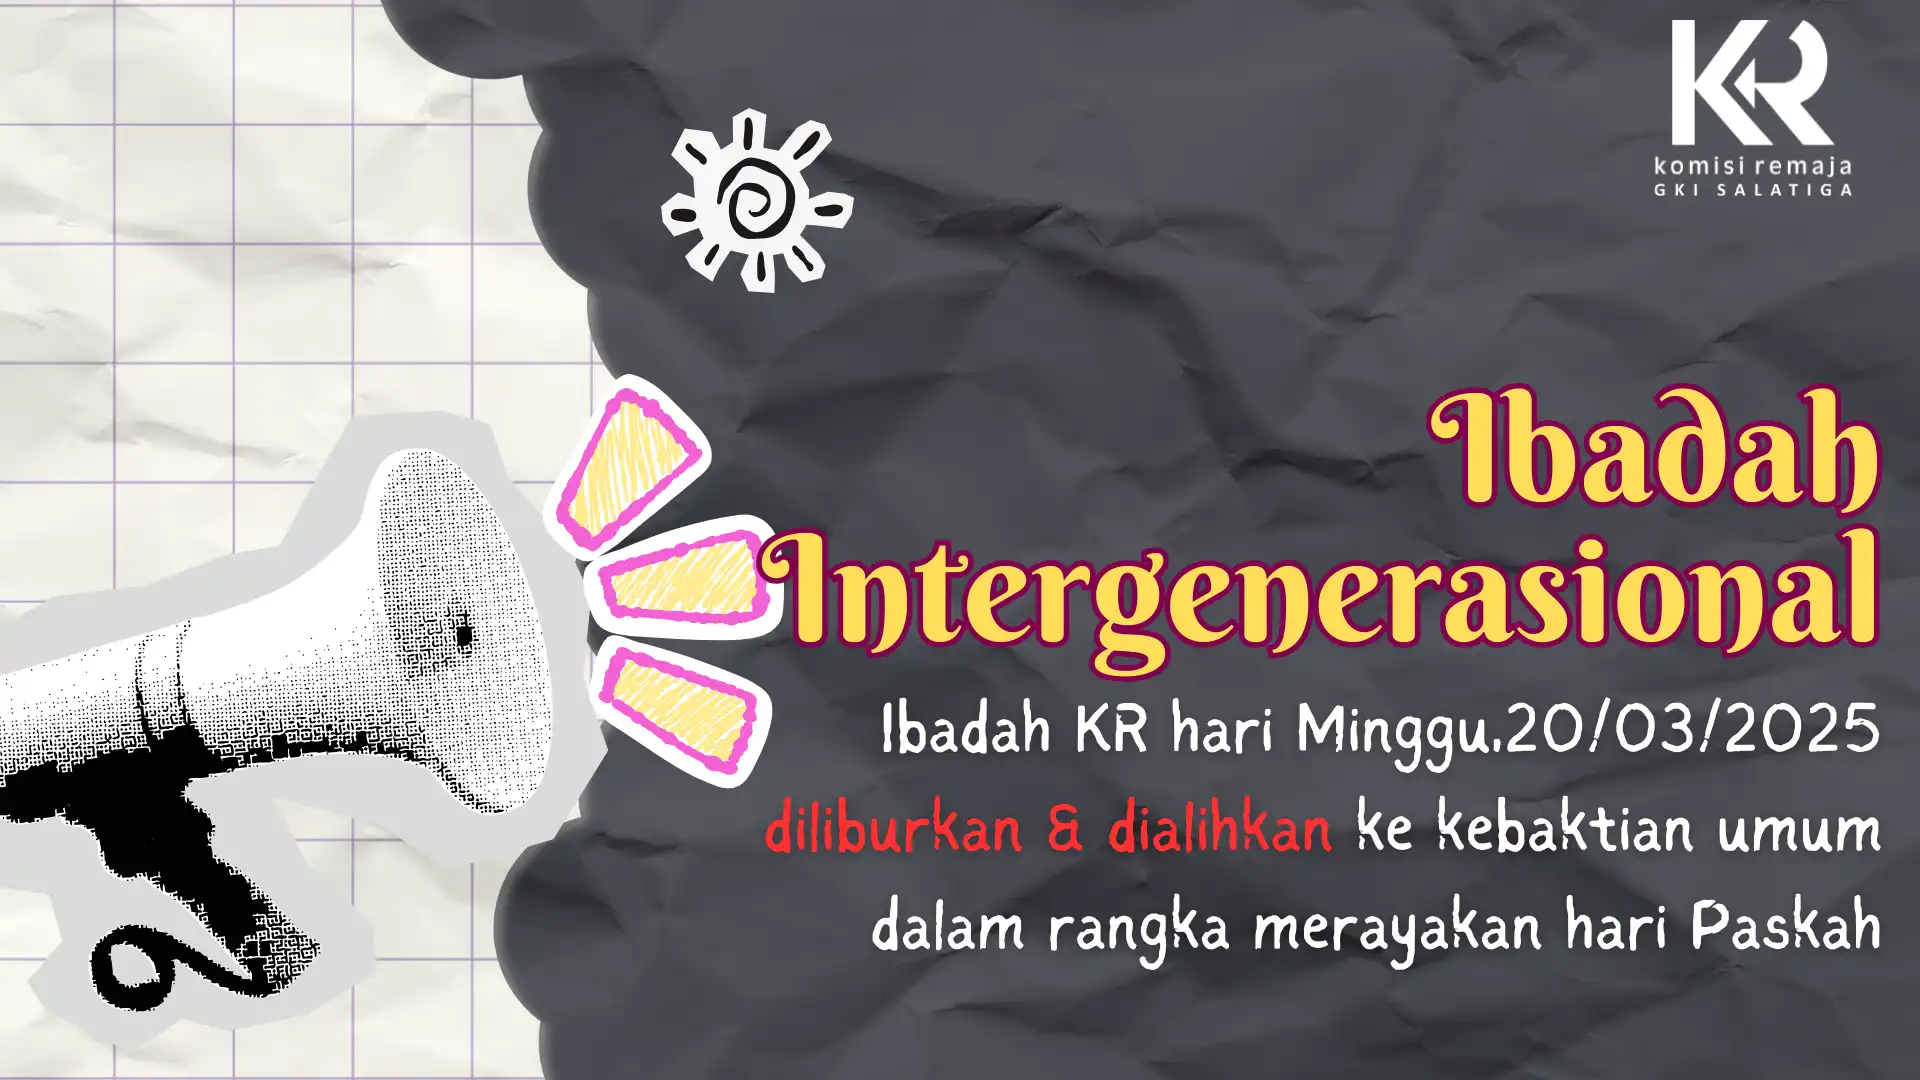 KR
komisi remaja
GKI SALATIGA
Ibadah
Intergenerasional
Ibadah KR hari Minggu,20/03/2025
diliburkan & dialihkan ke kebaktian umum
dalam rangka merayakan hari Paskah